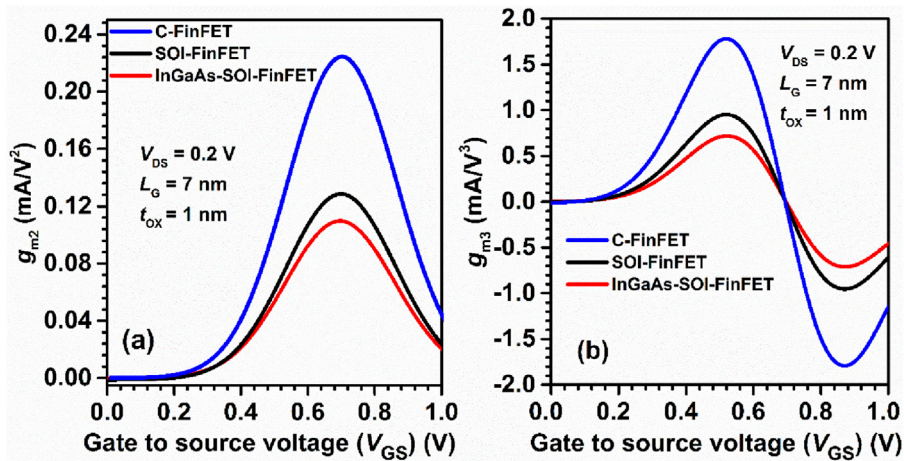 C-FinFET
SOI-FinFET
InGaAs-SOI-FinFET
V_DS = 0.2 V
L_G = 7 nm
t_OX = 1 nm
(a)
g_m2 (mA/V²)
0.24
0.20
0.16
0.12
0.08
0.04
0.00
0.0 0.2 0.4 0.6 0.8 1.0
Gate to source voltage (V_GS) (V)
V_DS = 0.2 V
L_G = 7 nm
t_OX = 1 nm
C-FinFET
SOI-FinFET
InGaAs-SOI-FinFET
(b)
g_m3 (mA/V³)
2.0
1.5
1.0
0.5
0.0
-0.5
-1.0
-1.5
-2.0
0.0 0.2 0.4 0.6 0.8 1.0
Gate to source voltage (V_GS) (V)